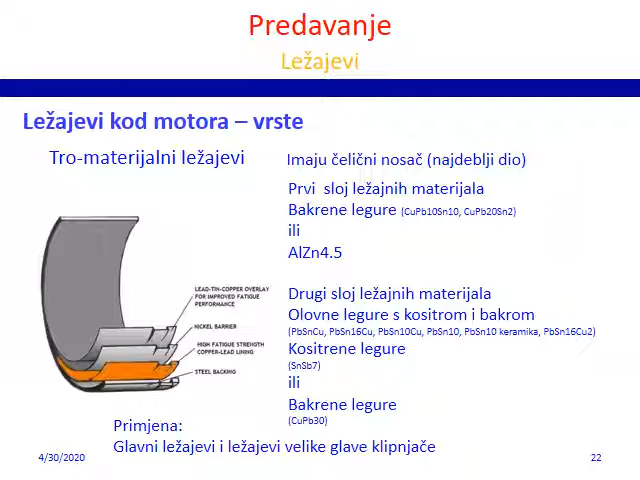 Predavanje
Ležajevi
Ležajevi kod motora – vrste
Tro-materijalni ležajevi
Imaju čelični nosač (najdeblji dio)
Prvi sloj ležajnih materijala
Bakrene legure (CuPb10Sn10, CuPb20Sn2)
ili
AlZn4.5
Drugi sloj ležajnih materijala
Olovne legure s kositrom i bakrom
(PbSnCu, PbSn16Cu, PbSn10Cu, PbSn10, PbSn10 keramika, PbSn16Cu2)
Kositrene legure
(SnSb7)
ili
Bakrene legure
(CuPb30)
LEAD-TIN-COPPER OVERLAY
FOR IMPROVED FATIGUE
PERFORMANCE
NICKEL BARRIER
HIGH FATIGUE STRENGTH
COPPER-LEAD LINING
STEEL BACKING
Primjena:
Glavni ležajevi i ležajevi velike glave klipnjače
4/30/2020
22